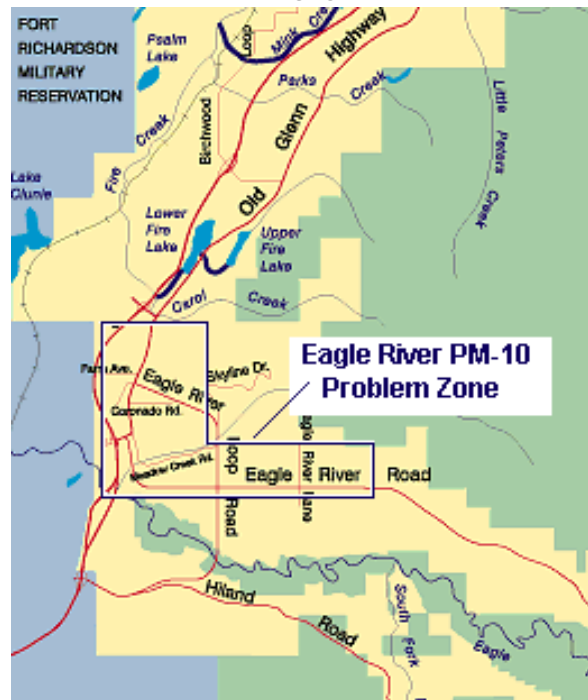 FORT
RICHARDSON
MILITARY
RESERVATION
Psalm
Lake
Loop
Mink
Highway
Parks
Creek
Creek
Birchwood
Glenn
Little
Peters
Creek
Fire
Lake
Clunie
Old
Lower
Fire
Lake
Upper
Fire
Lake
Carol
Creek
Eagle River PM-10
Problem Zone
Ave.
Skyline Dr.
Eagle River
Coronado Rd.
Loop
Road
Meadow Creek Rd.
Eagle
River
Road
River
Lane
Hiland
Road
South
Fork
Eagle